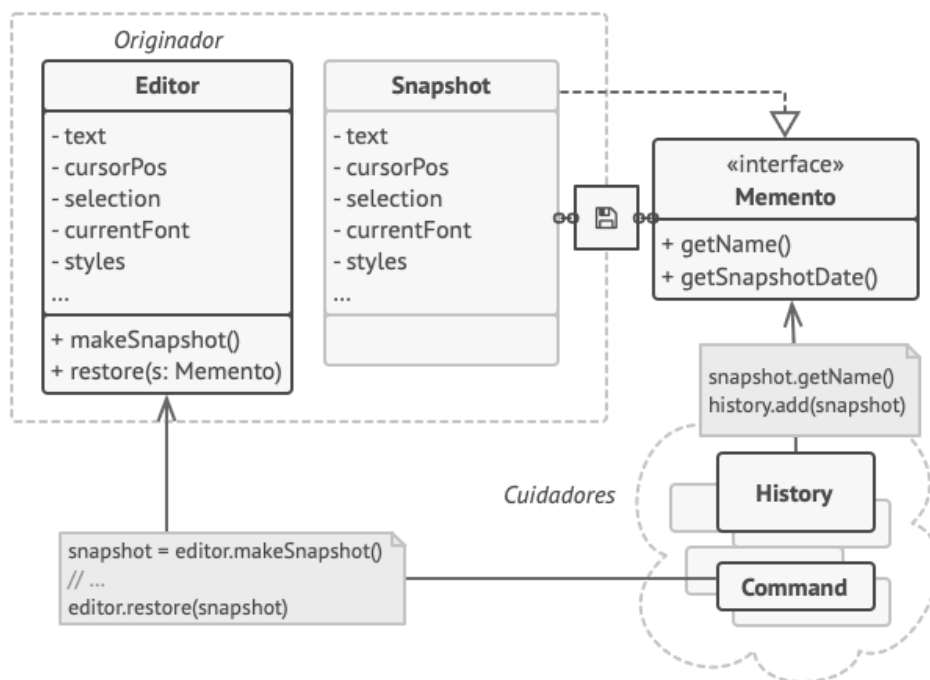 Originador
Editor
- text
- cursorPos
- selection
- currentFont
- styles
...
+ makeSnapshot()
+ restore(s: Memento)
Snapshot
- text
- cursorPos
- selection
- currentFont
- styles
...
«interface»
Memento
+ getName()
+ getSnapshotDate()
snapshot.getName()
history.add(snapshot)
Cuidadores
History
Command
snapshot = editor.makeSnapshot()
// ...
editor.restore(snapshot)